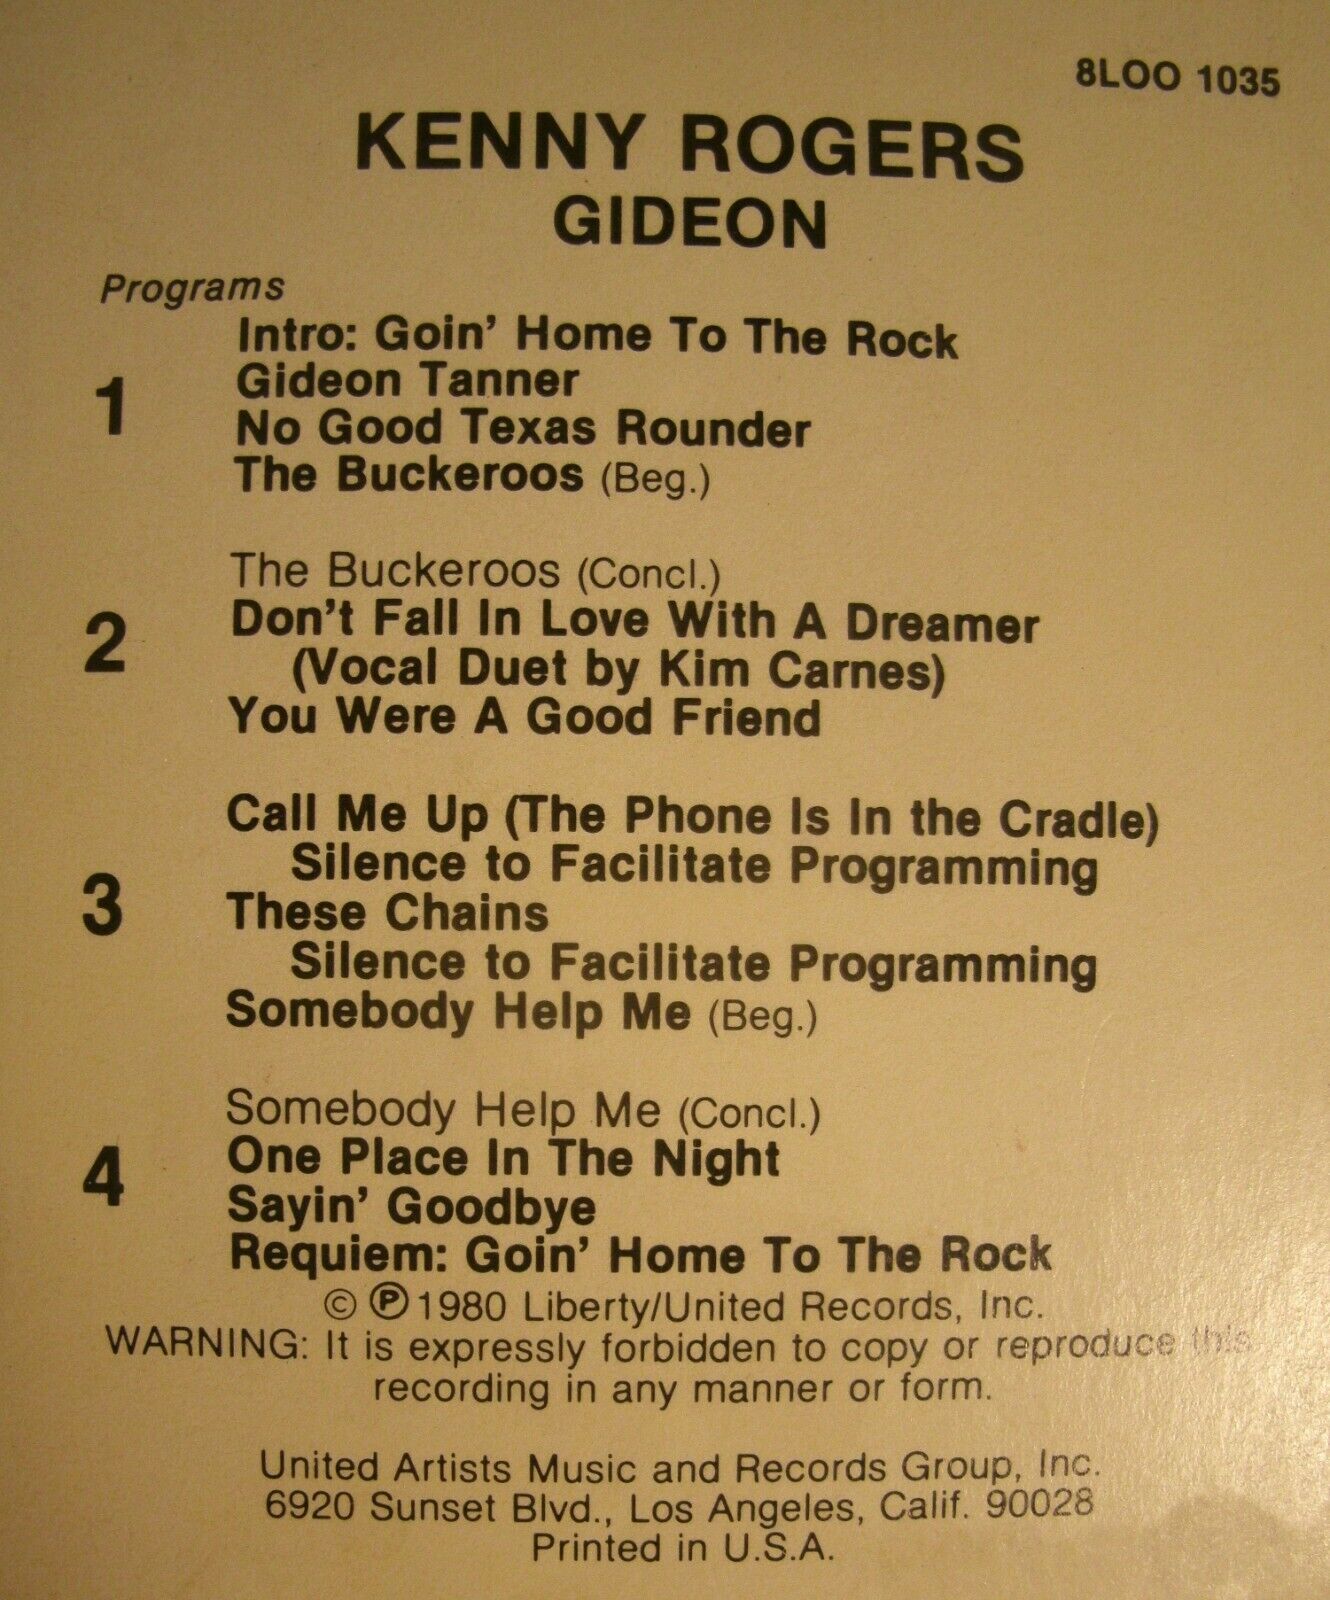 8LOO 1035
KENNY ROGERS
GIDEON
Programs
1
Intro: Goin' Home To The Rock
Gideon Tanner
No Good Texas Rounder
The Buckeroos (Beg.)
2
The Buckeroos (Concl.)
Don't Fall In Love With A Dreamer
(Vocal Duet by Kim Carnes)
You Were A Good Friend
3
Call Me Up (The Phone Is In the Cradle)
Silence to Facilitate Programming
These Chains
Silence to Facilitate Programming
Somebody Help Me (Beg.)
4
Somebody Help Me (Concl.)
One Place In The Night
Sayin' Goodbye
Requiem: Goin' Home To The Rock
© ℗ 1980 Liberty/United Records, Inc.
WARNING: It is expressly forbidden to copy or reproduce this
recording in any manner or form.
United Artists Music and Records Group, Inc.
6920 Sunset Blvd., Los Angeles, Calif. 90028
Printed in U.S.A.